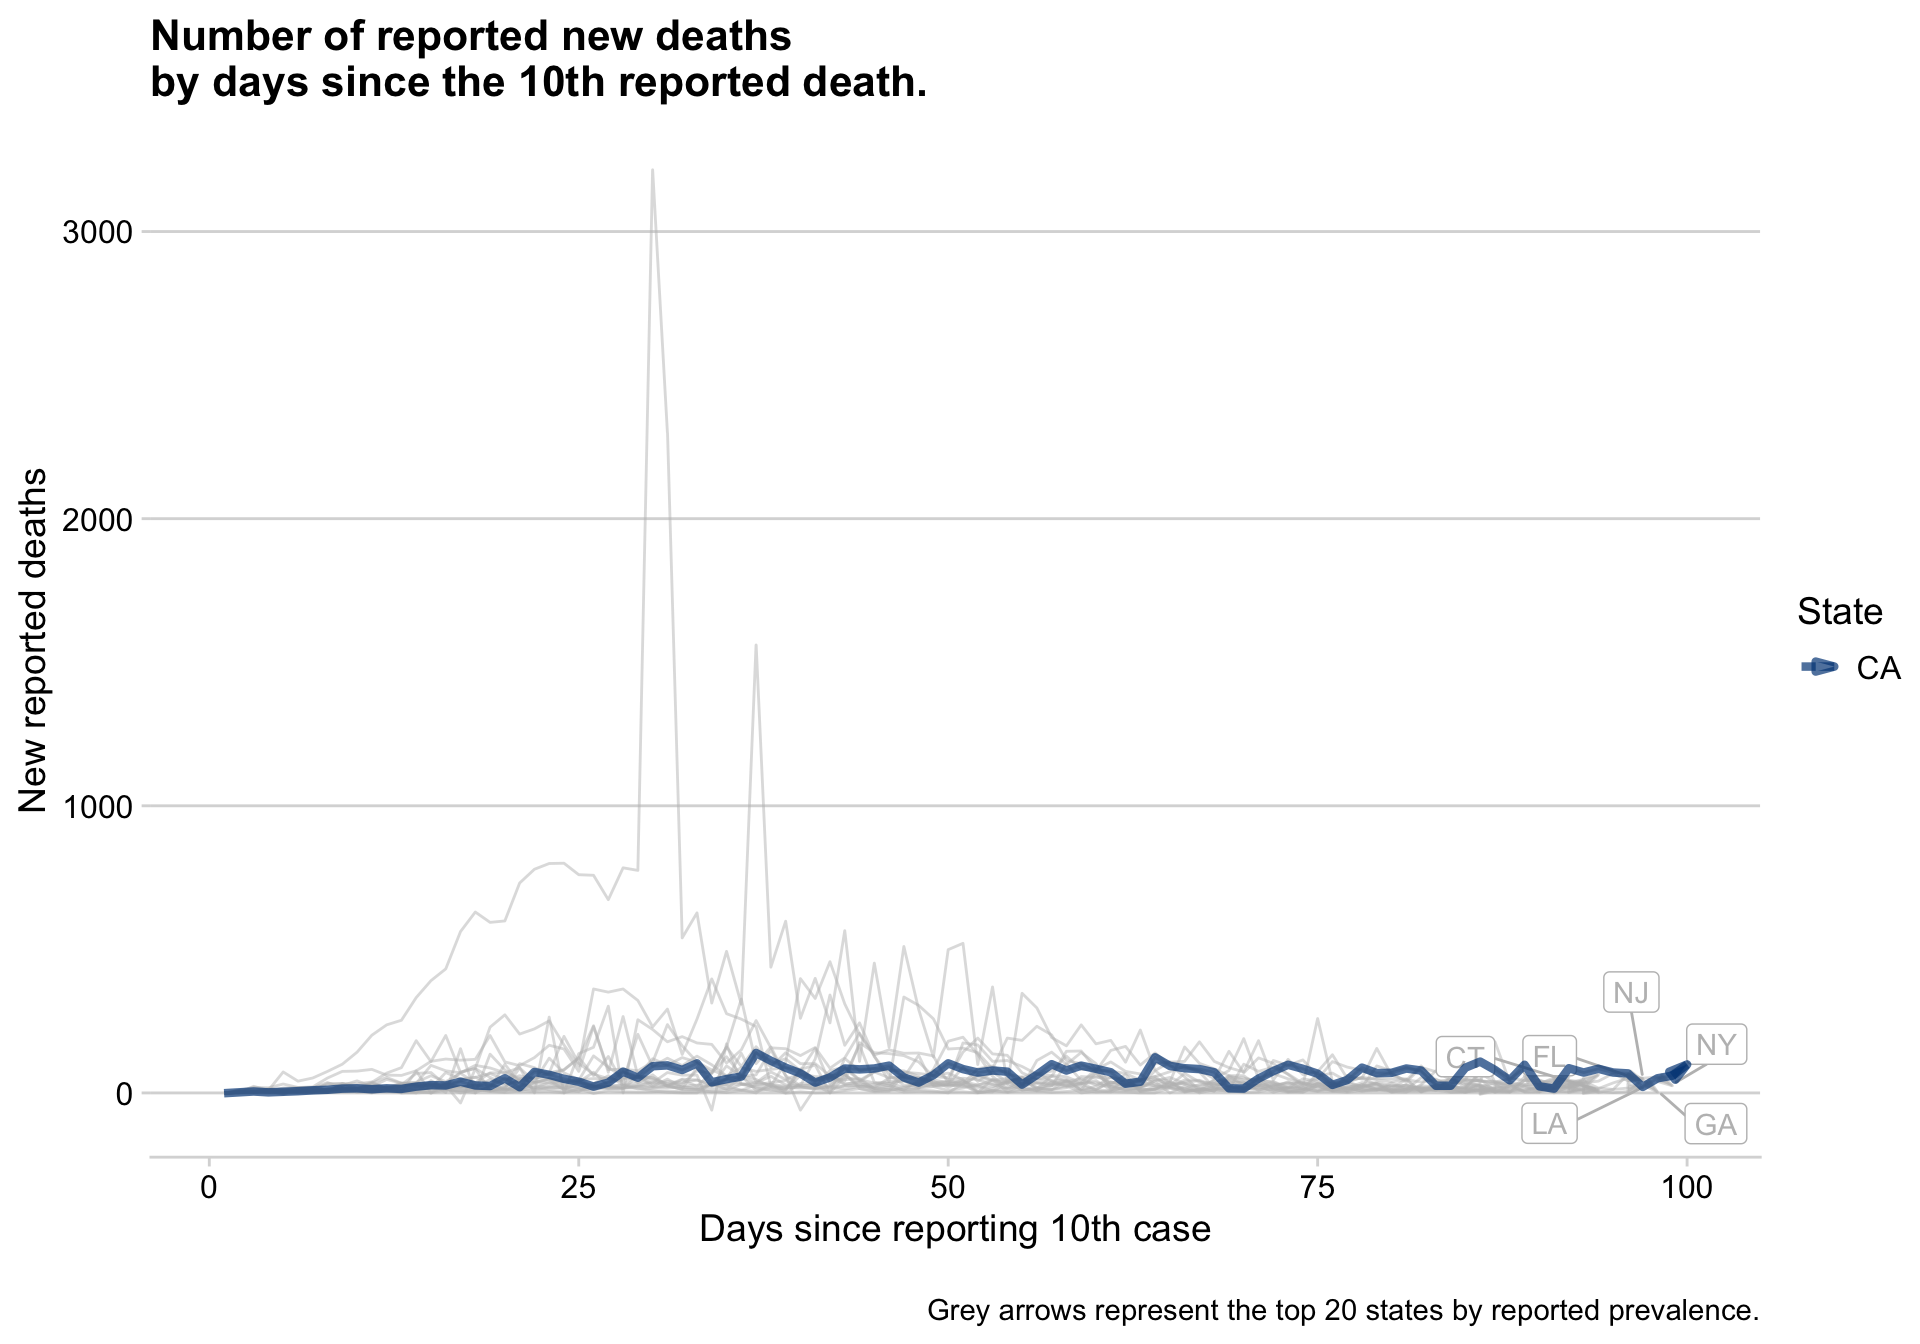 Number of reported new deaths
by days since the 10th reported death.
New reported deaths
3000
2000
1000
0
NJ
NY
CT
FL
LA
GA
0
25
50
75
100
Days since reporting 10th case
State
CA
Grey arrows represent the top 20 states by reported prevalence.